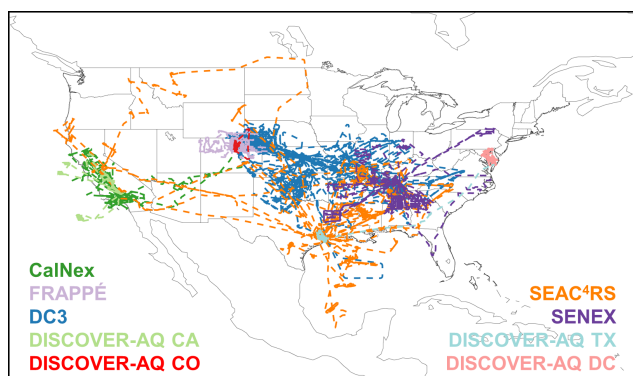 CalNex
FRAPPÉ
DC3
DISCOVER-AQ CA
DISCOVER-AQ CO
SEAC⁴RS
SENEX
DISCOVER-AQ TX
DISCOVER-AQ DC